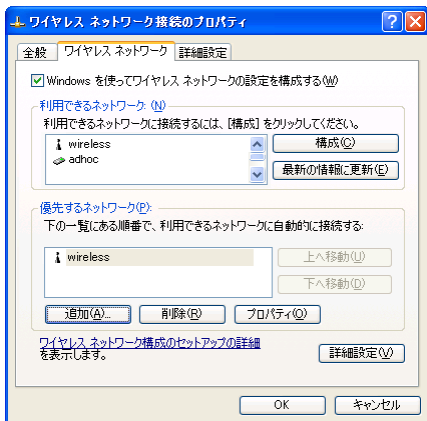 ワイヤレス ネットワーク接続のプロパティ
全般 ワイヤレス ネットワーク 詳細設定
Windows を使ってワイヤレス ネットワークの設定を構成する(W)
利用できるネットワーク: (N)
利用できるネットワークに接続するには、[構成] をクリックしてください。
wireless
adhoc
構成(C)
最新の情報に更新(E)
優先するネットワーク(P):
下の一覧にある順番で、利用できるネットワークに自動的に接続する:
wireless
上へ移動(U)
下へ移動(D)
追加(A)... 削除(R) プロパティ(O)
ワイヤレス ネットワーク構成のセットアップの詳細
を表示します。
詳細設定(V)
OK キャンセル